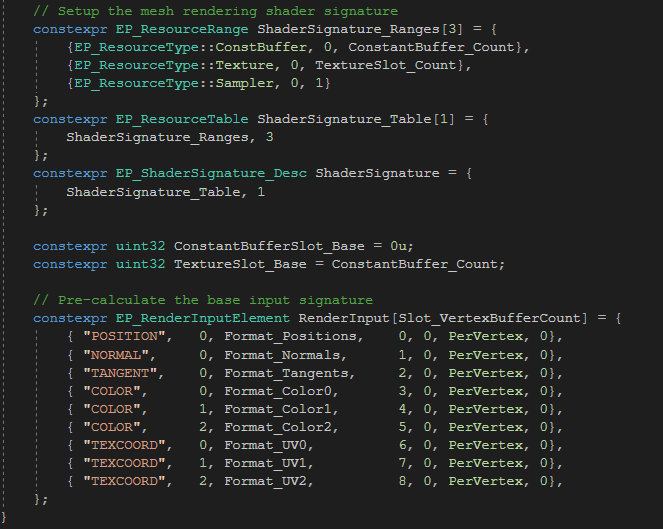 // Setup the mesh rendering shader signature
constexpr EP_ResourceRange ShaderSignature_Ranges[3] = {
{EP_ResourceType::ConstBuffer, 0, ConstantBuffer_Count},
{EP_ResourceType::Texture, 0, TextureSlot_Count},
{EP_ResourceType::Sampler, 0, 1}
};
constexpr EP_ResourceTable ShaderSignature_Table[1] = {
ShaderSignature_Ranges, 3
};
constexpr EP_ShaderSignature_Desc ShaderSignature = {
ShaderSignature_Table, 1
};
constexpr uint32 ConstantBufferSlot_Base = 0u;
constexpr uint32 TextureSlot_Base = ConstantBuffer_Count;
// Pre-calculate the base input signature
constexpr EP_RenderInputElement RenderInput[Slot_VertexBufferCount] = {
{ "POSITION", 0, Format_Positions, 0, 0, PerVertex, 0},
{ "NORMAL", 0, Format_Normals, 1, 0, PerVertex, 0},
{ "TANGENT", 0, Format_Tangents, 2, 0, PerVertex, 0},
{ "COLOR", 0, Format_Color0, 3, 0, PerVertex, 0},
{ "COLOR", 1, Format_Color1, 4, 0, PerVertex, 0},
{ "COLOR", 2, Format_Color2, 5, 0, PerVertex, 0},
{ "TEXCOORD", 0, Format_UV0, 6, 0, PerVertex, 0},
{ "TEXCOORD", 1, Format_UV1, 7, 0, PerVertex, 0},
{ "TEXCOORD", 2, Format_UV2, 8, 0, PerVertex, 0},
};
}